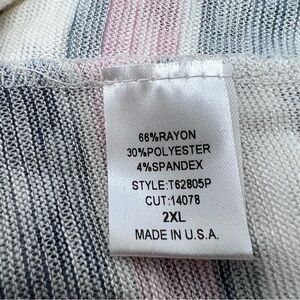 66%RAYON
30%POLYESTER
4%SPANDEX
STYLE:T62805P
CUT:14078
2XL
MADE IN U.S.A.